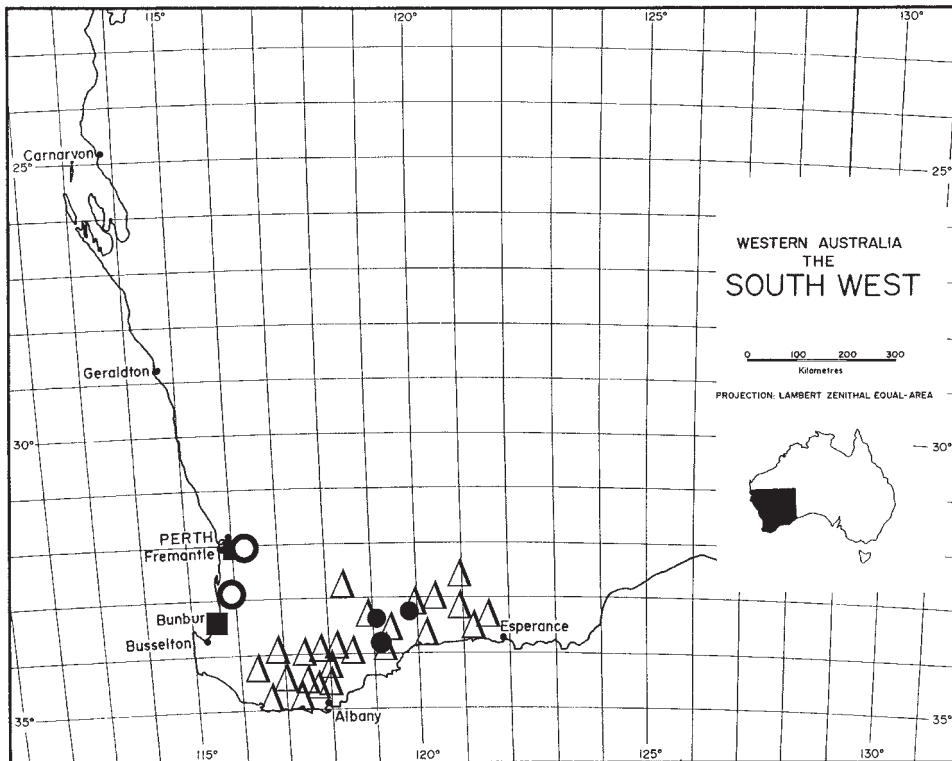 115°
120°
125°
130°
Carnarvon
25°
25°
WESTERN AUSTRALIA
THE
SOUTH WEST
0 100 200 300
Kilometres
PROJECTION: LAMBERT ZENITHAL EQUAL-AREA
Geraldton
30°
30°
PERTH
Fremantle
Bunbur
Busselton
Esperance
Albany
35°
35°
115°
120°
125°
130°